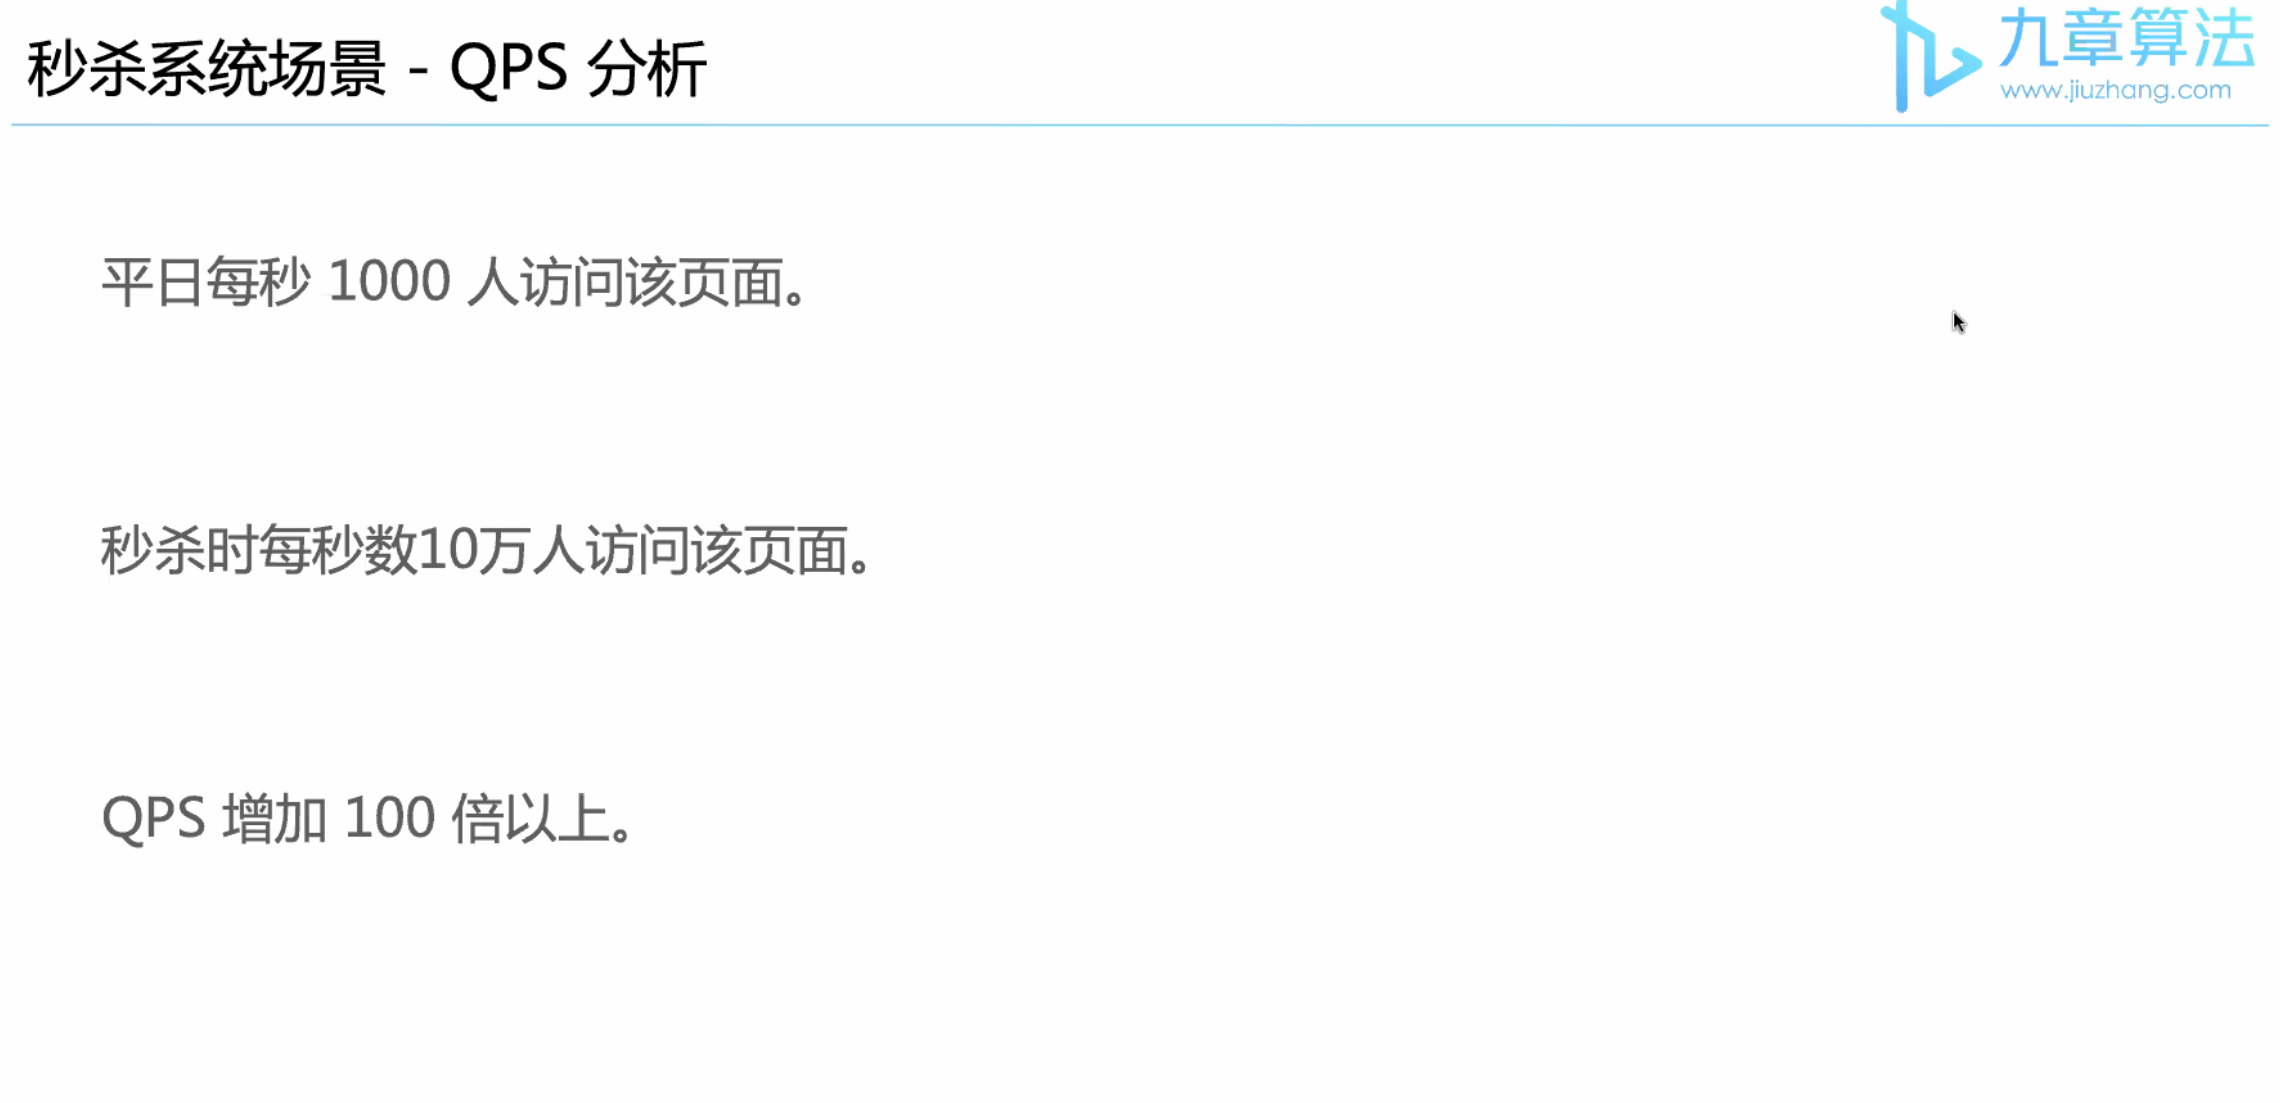 秒杀系统场景 - QPS 分析
九章算法
www.jiuzhang.com
平日每秒 1000 人访问该页面。
秒杀时每秒数10万人访问该页面。
QPS 增加 100 倍以上。